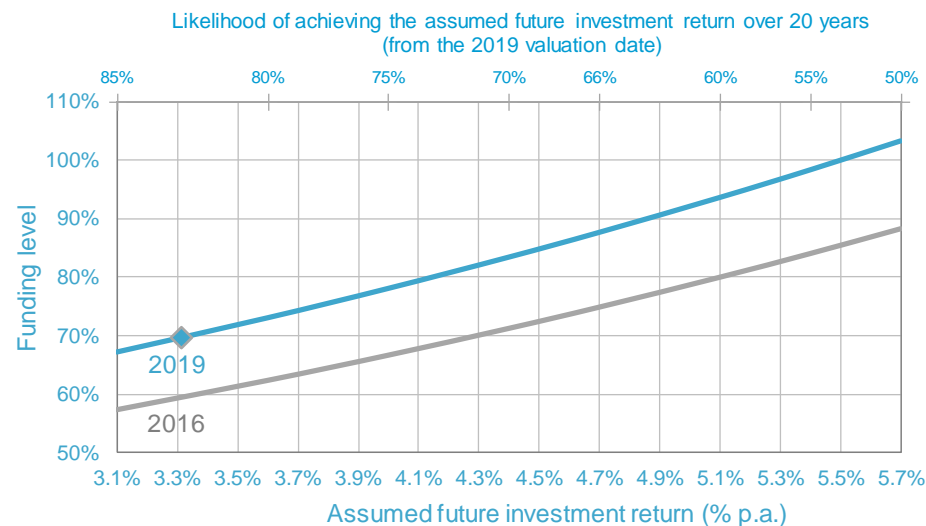 Likelihood of achieving the assumed future investment return over 20 years
(from the 2019 valuation date)
85% 80% 75% 70% 66% 60% 55% 50%
110%
100%
90%
80%
70%
60%
50%
Funding level
2019
2016
3.1% 3.3% 3.5% 3.7% 3.9% 4.1% 4.3% 4.5% 4.7% 4.9% 5.1% 5.3% 5.5% 5.7%
Assumed future investment return (% p.a.)